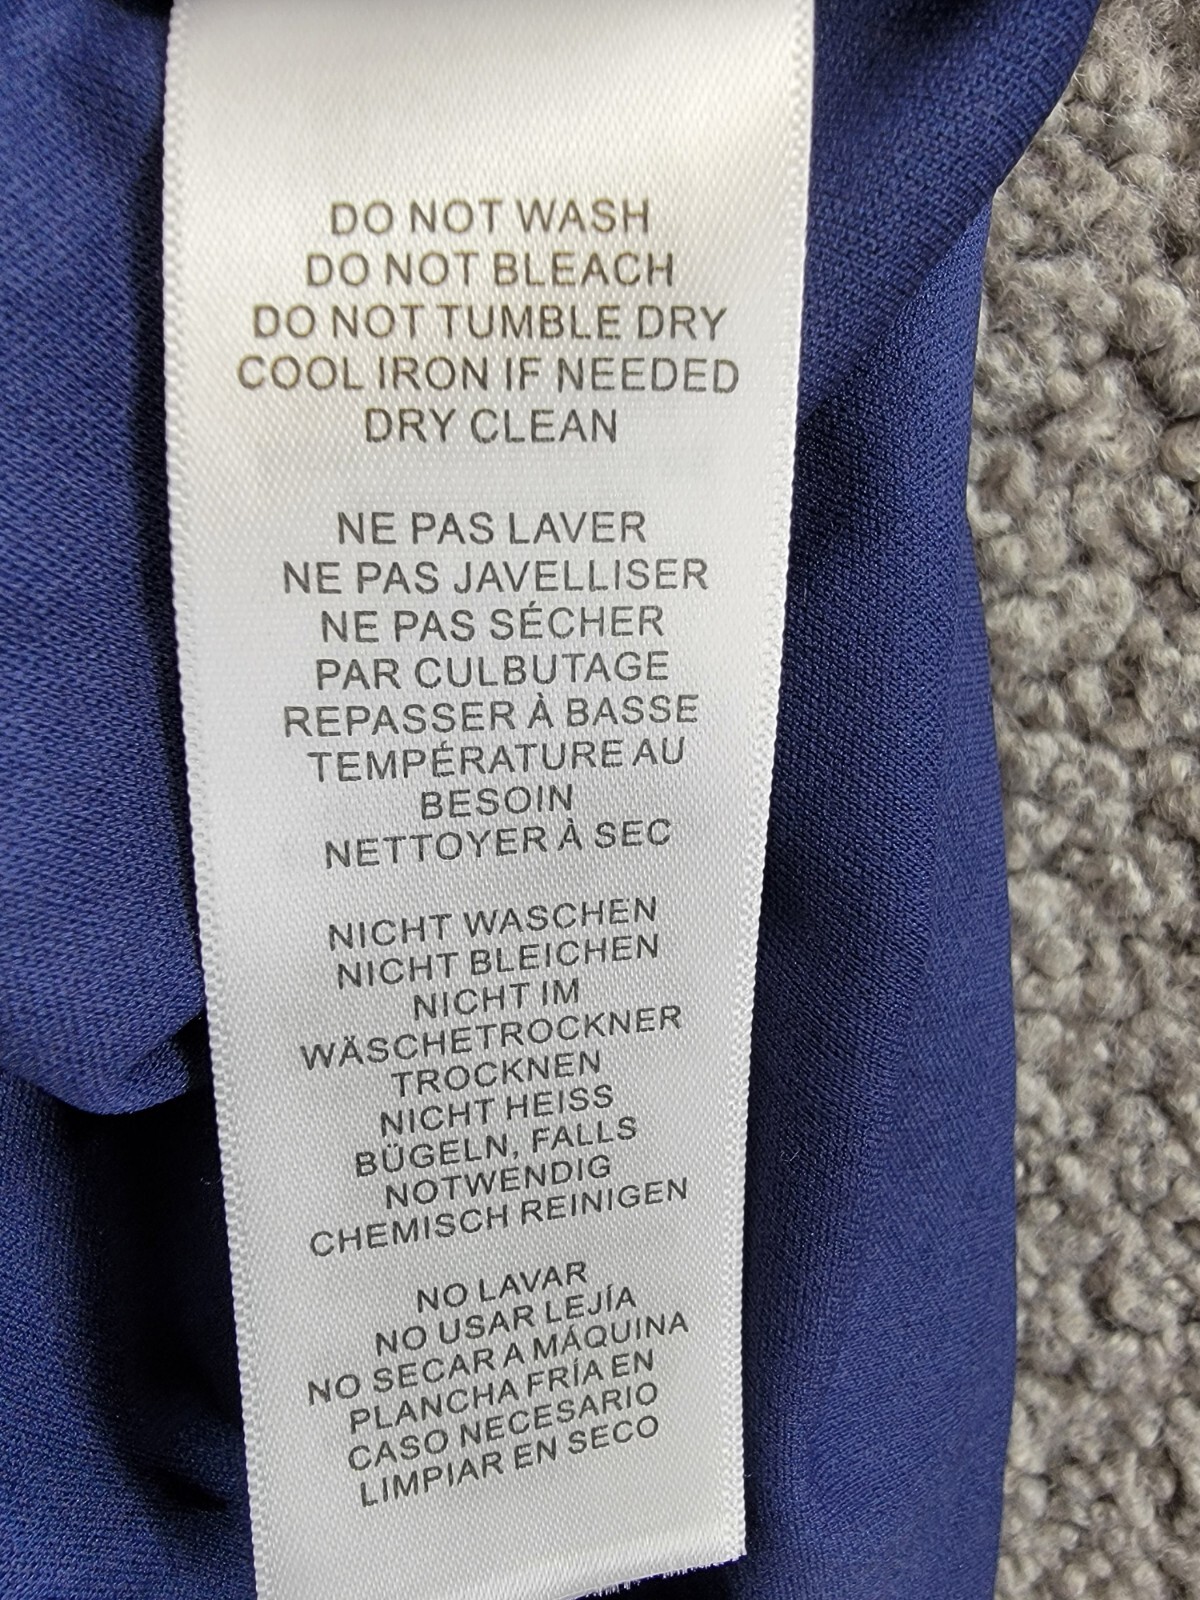 DO NOT WASH
DO NOT BLEACH
DO NOT TUMBLE DRY
COOL IRON IF NEEDED
DRY CLEAN
NE PAS LAVER
NE PAS JAVELLISER
NE PAS SÉCHER
PAR CULBUTAGE
REPASSER À BASSE
TEMPÉRATURE AU
BESOIN
NETTOYER À SEC
NICHT WASCHEN
NICHT BLEICHEN
NICHT IM
WÄSCHETROCKNER
TROCKNEN
NICHT HEISS
BÜGELN, FALLS
NOTWENDIG
CHEMISCH REINIGEN
NO LAVAR
NO USAR LEJÍA
NO SECAR A MÁQUINA
PLANCHA FRÍA EN
CASO NECESARIO
LIMPIAR EN SECO